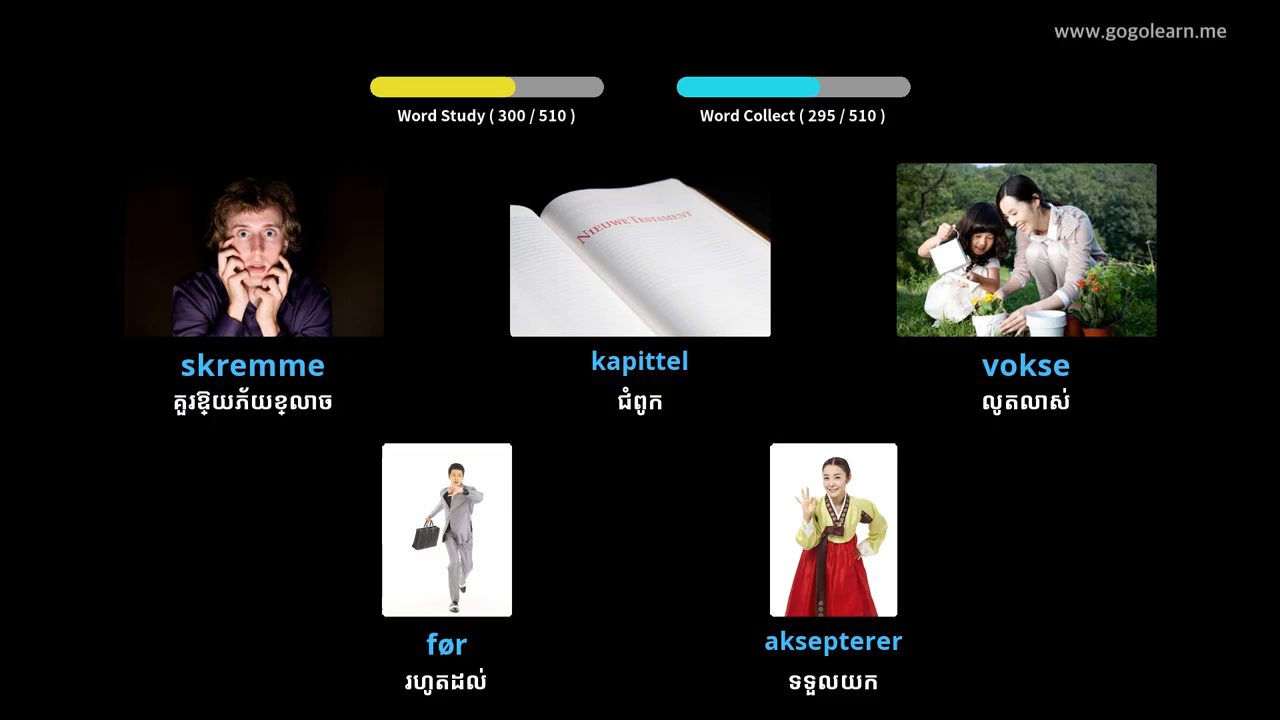 www.gogolearn.me
Word Study ( 300 / 510 )
Word Collect ( 295 / 510 )
NIEUWE TESTAMENT
skremme
kapittel
vokse
គួរឱ្យភ័យខ្លាច
ជំពូក
លូតលាស់
før
aksepterer
រហូតដល់
ទទួលយក